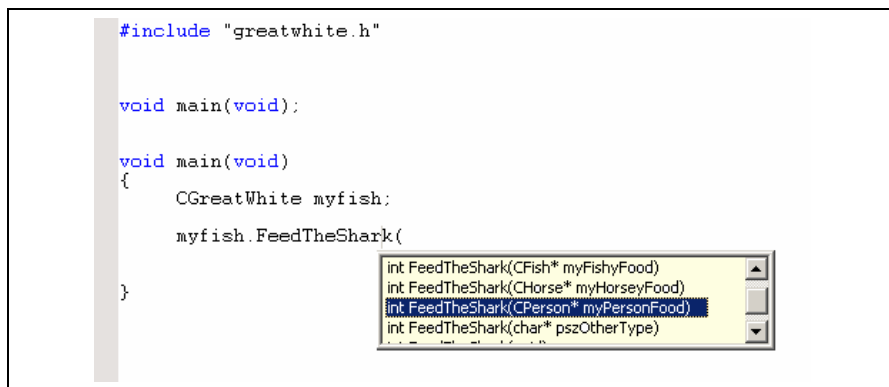 #include "greatwhite.h"
void main(void);
void main(void)
{
CGreatWhite myfish;
myfish.FeedTheShark(
int FeedTheShark(CFish* myFishyFood)
int FeedTheShark(CHorse* myHorseyFood)
int FeedTheShark(CPerson* myPersonFood)
int FeedTheShark(char* pszOtherType)
}